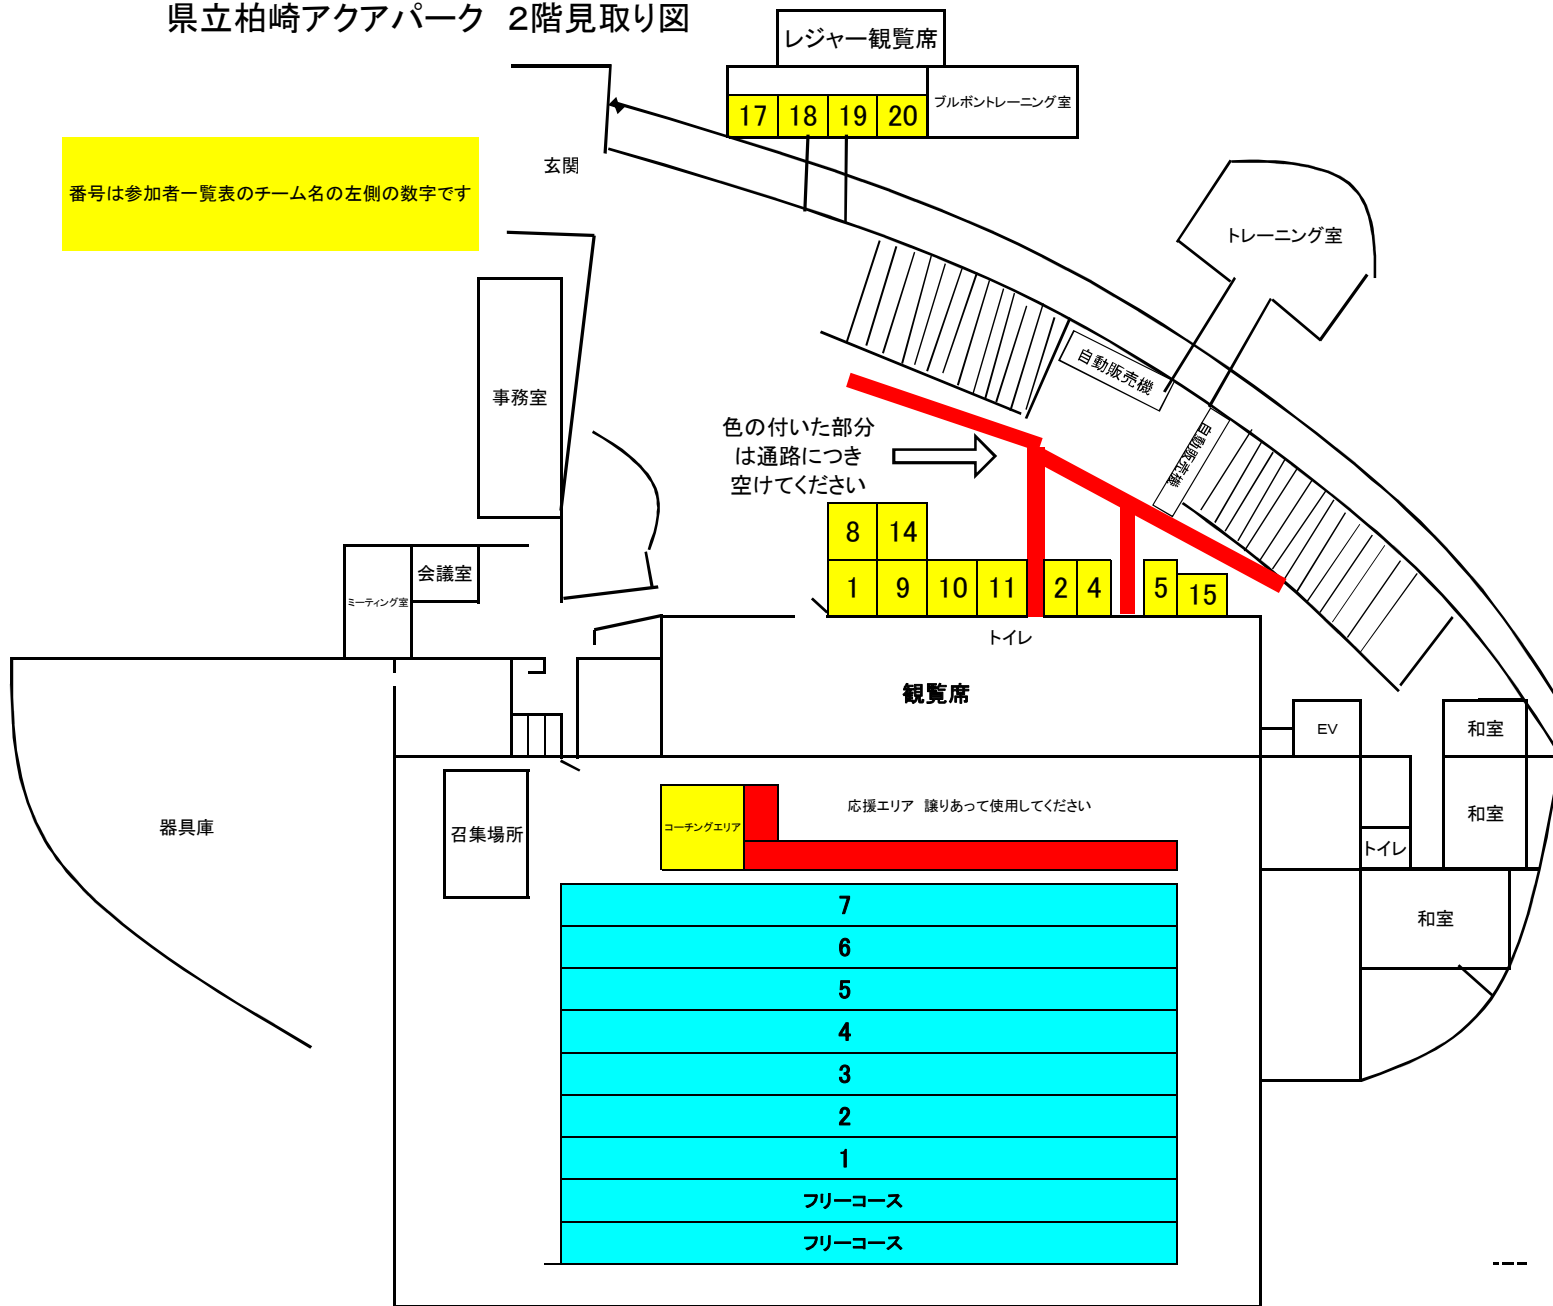 県立柏崎アクアパーク ２階見取り図
レジャー観覧席
ブルボントレーニング室
17 18 19 20
玄関
番号は参加者一覧表のチーム名の左側の数字です
トレーニング室
自動販売機
事務室
色の付いた部分
は通路につき
空けてください
自動販売機
8 14
会議室
ミーティング室
1 9 10 11 2 4 5 15
トイレ
観覧席
EV
和室
コーチングエリア
応援エリア 譲りあって使用してください
和室
器具庫
召集場所
トイレ
7
和室
6
5
4
3
2
1
フリーコース
フリーコース